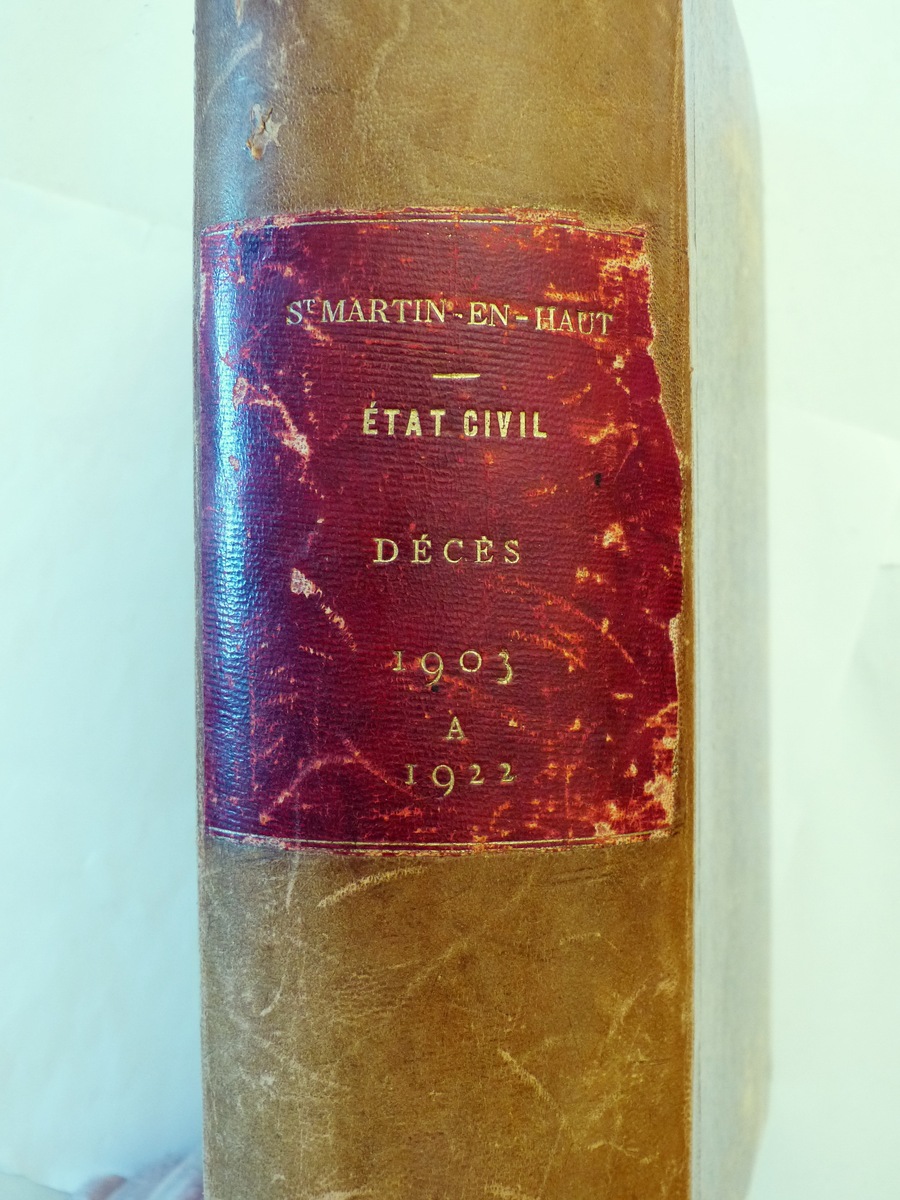 ST MARTIN-EN-HAUT
ÉTAT CIVIL
DÉCÈS
1903
A
1922